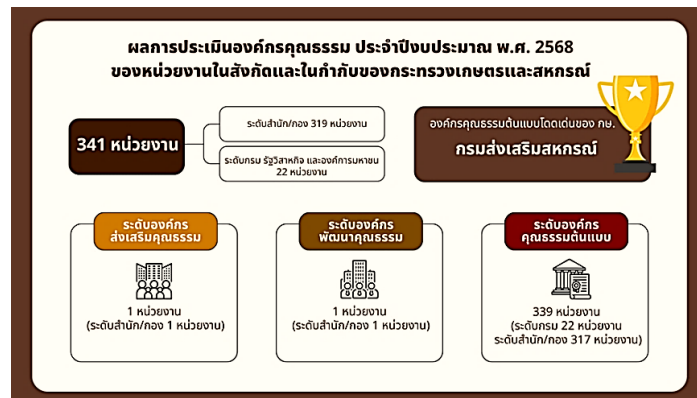 ผลการประเมินองค์กรคุณธรรม ประจำปีงบประมาณ พ.ศ. 2568
ของหน่วยงานในสังกัดและในกำกับของกระทรวงเกษตรและสหกรณ์
341 หน่วยงาน
ระดับสำนัก/กอง 319 หน่วยงาน
ระดับกรม รัฐวิสาหกิจ และองค์การมหาชน
22 หน่วยงาน
องค์กรคุณธรรมต้นแบบโดดเด่นของ กษ.
กรมส่งเสริมสหกรณ์
ระดับองค์กร
ส่งเสริมคุณธรรม
1 หน่วยงาน
(ระดับสำนัก/กอง 1 หน่วยงาน)
ระดับองค์กร
พัฒนาคุณธรรม
1 หน่วยงาน
(ระดับสำนัก/กอง 1 หน่วยงาน)
ระดับองค์กร
คุณธรรมต้นแบบ
339 หน่วยงาน
(ระดับกรม 22 หน่วยงาน
ระดับสำนัก/กอง 317 หน่วยงาน)